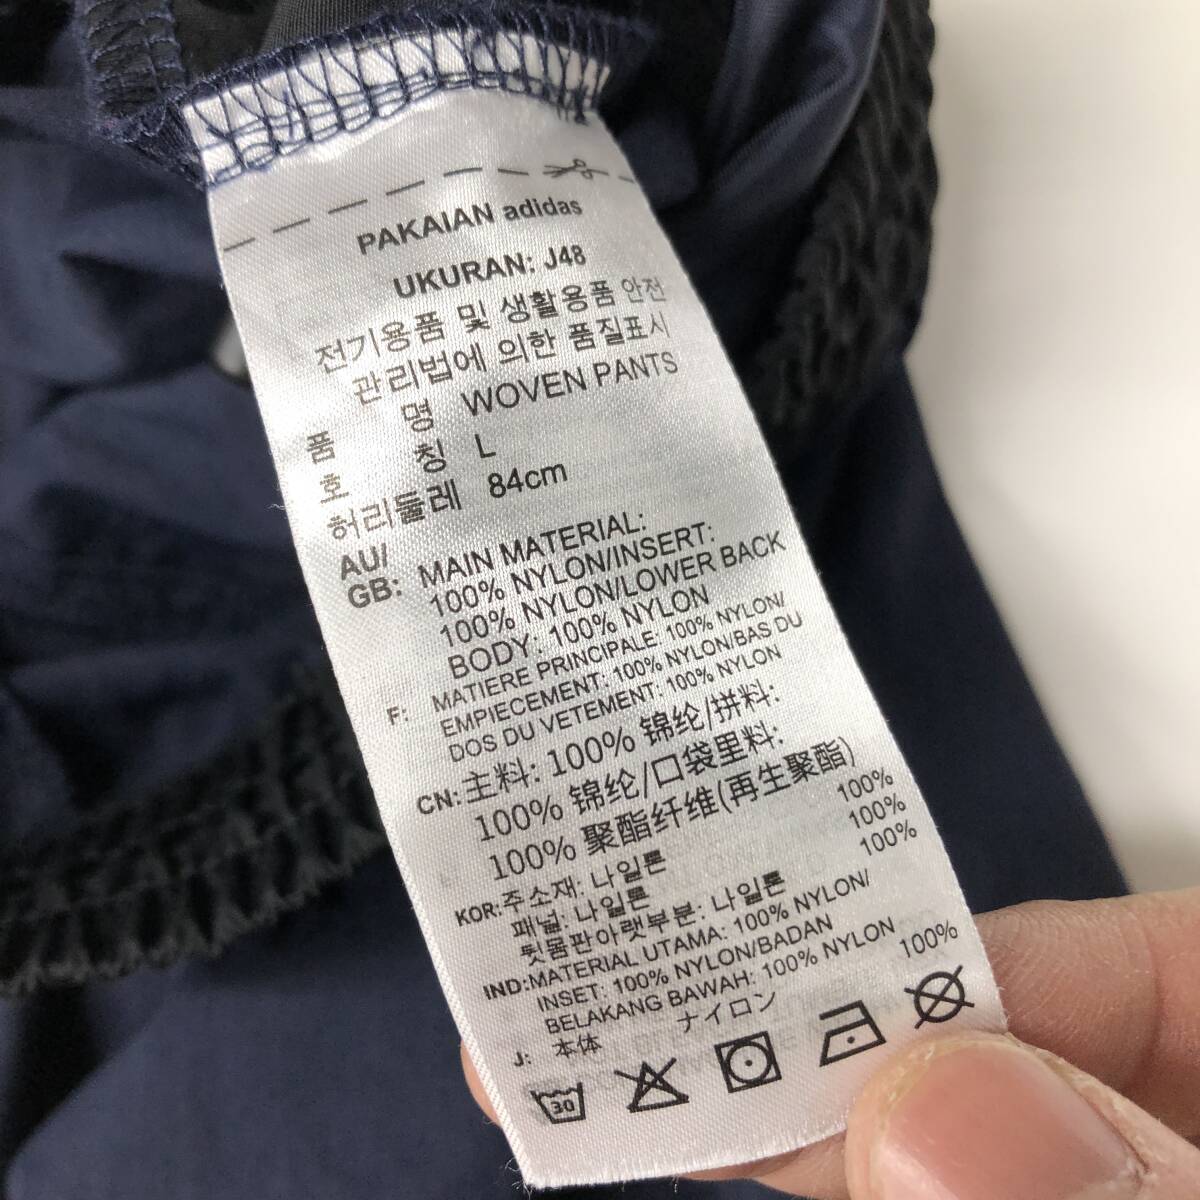 PAKAIAN adidas
UKURAN: J48
전기용품 및 생활용품 안전
관리법에 의한 품질표시
품 명 WOVEN PANTS
호 칭 L
허리둘레 84cm
AU/
GB: MAIN MATERIAL:
100% NYLON/INSERT:
100% NYLON/LOWER BACK
BODY: 100% NYLON
F: MATIERE PRINCIPALE: 100% NYLON/
EMPIECEMENT: 100% NYLON/BAS DU
DOS DU VETEMENT: 100% NYLON
CN: 主料: 100% 锦纶/拼料:
100% 锦纶/口袋里料:
100% 聚酯纤维(再生聚酯)
KOR: 주소재: 나일론 100%
패널: 나일론 100%
뒷몸판아랫부분: 나일론 100%
IND: MATERIAL UTAMA: 100% NYLON/
INSET: 100% NYLON/BADAN
BELAKANG BAWAH: 100% NYLON
J: 本体 ナイロン 100%
30